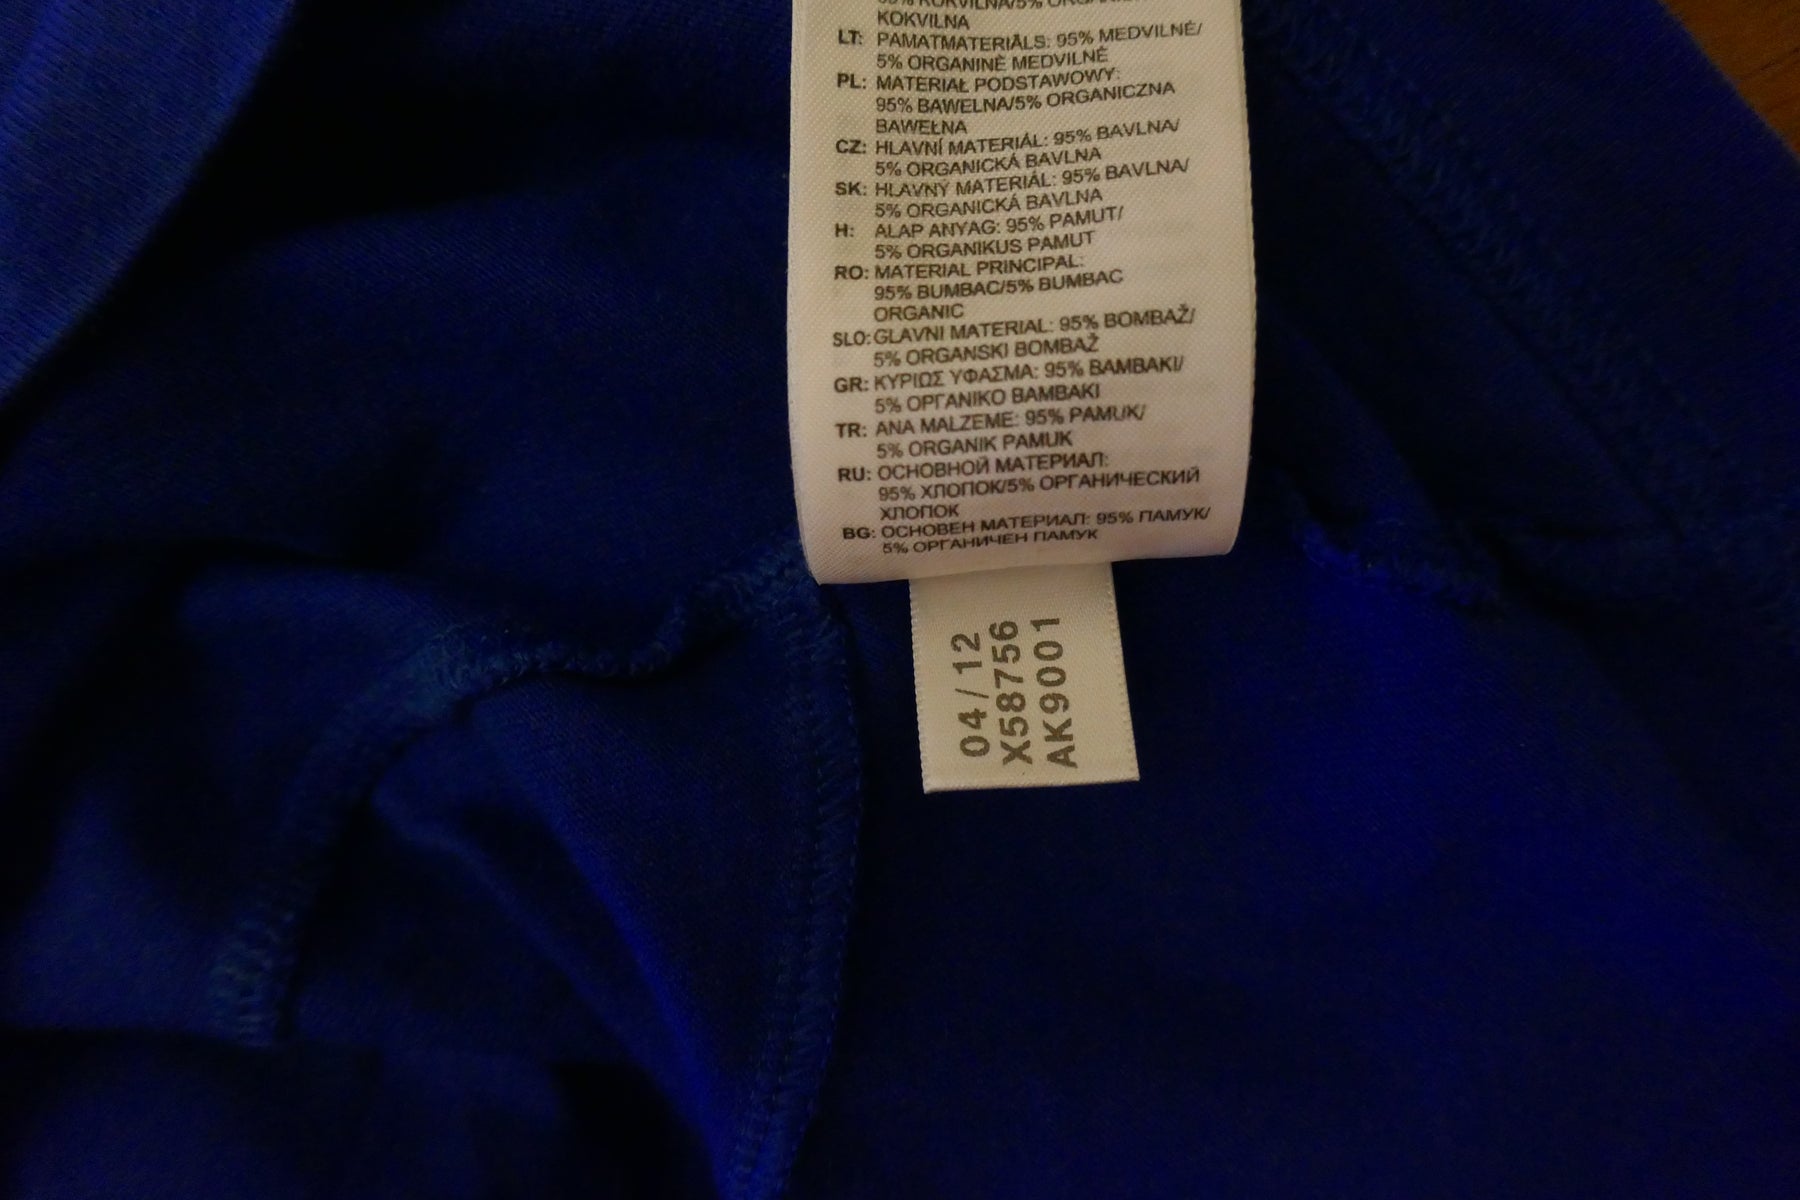 95% KOKVILNA/5% ORGANISKA
KOKVILNA
LT: PAMATMATERIĀLS: 95% MEDVILNĖ/
5% ORGANINĖ MEDVILNĖ
PL: MATERIAŁ PODSTAWOWY:
95% BAWEŁNA/5% ORGANICZNA
BAWEŁNA
CZ: HLAVNÍ MATERIÁL: 95% BAVLNA/
5% ORGANICKÁ BAVLNA
SK: HLAVNÝ MATERIÁL: 95% BAVLNA/
5% ORGANICKÁ BAVLNA
H: ALAP ANYAG: 95% PAMUT/
5% ORGANIKUS PAMUT
RO: MATERIAL PRINCIPAL:
95% BUMBAC/5% BUMBAC
ORGANIC
SLO: GLAVNI MATERIAL: 95% BOMBAŽ/
5% ORGANSKI BOMBAŽ
GR: ΚΥΡΙΩΣ ΥΦΑΣΜΑ: 95% ΒΑΜΒΑΚΙ/
5% ΟΡΓΑΝΙΚΟ ΒΑΜΒΑΚΙ
TR: ANA MALZEME: 95% PAMUK/
5% ORGANIK PAMUK
RU: ОСНОВНОЙ МАТЕРИАЛ:
95% ХЛОПОК/5% ОРГАНИЧЕСКИЙ
ХЛОПОК
BG: ОСНОВЕН МАТЕРИАЛ: 95% ПАМУК/
5% ОРГАНИЧЕН ПАМУК
04/12
X58756
AK9001